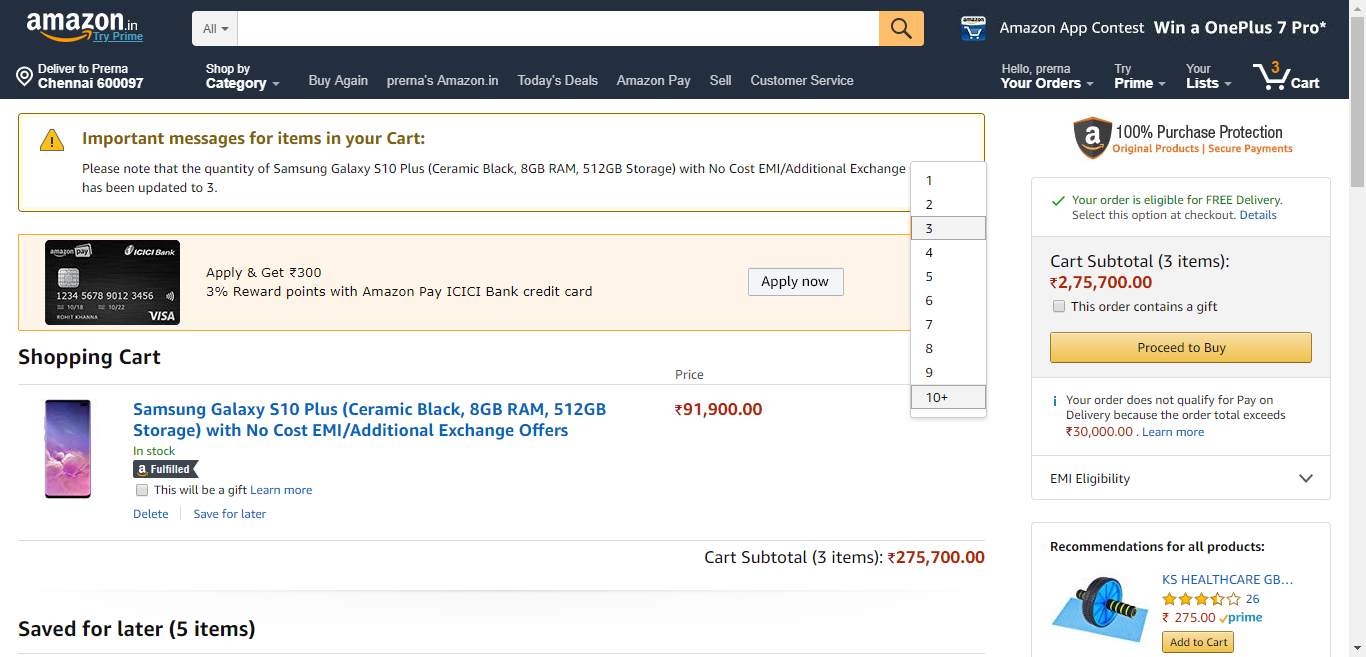 amazon.in
Try Prime
All
amazon
Amazon App Contest Win a OnePlus 7 Pro*
Deliver to Prerna
Chennai 600097
Shop by
Category
Buy Again
prerna's Amazon.in
Today's Deals
Amazon Pay
Sell
Customer Service
Hello, prerna
Your Orders
Try
Prime
Your
Lists
3
Cart
Important messages for items in your Cart:
Please note that the quantity of Samsung Galaxy S10 Plus (Ceramic Black, 8GB RAM, 512GB Storage) with No Cost EMI/Additional Exchange
has been updated to 3.
1
2
3
4
5
6
7
8
9
10+
amazon pay
ICICI Bank
1234 5678 9012 3456
10/18 10/22
ROHIT KHANNA
VISA
Apply & Get ₹300
3% Reward points with Amazon Pay ICICI Bank credit card
Apply now
Shopping Cart
Price
Samsung Galaxy S10 Plus (Ceramic Black, 8GB RAM, 512GB
Storage) with No Cost EMI/Additional Exchange Offers
₹91,900.00
In stock
a Fulfilled
This will be a gift Learn more
Delete
Save for later
Cart Subtotal (3 items): ₹275,700.00
Saved for later (5 items)
a
100% Purchase Protection
Original Products | Secure Payments
Your order is eligible for FREE Delivery.
Select this option at checkout. Details
Cart Subtotal (3 items):
₹2,75,700.00
This order contains a gift
Proceed to Buy
i Your order does not qualify for Pay on
Delivery because the order total exceeds
₹30,000.00 . Learn more
EMI Eligibility
Recommendations for all products:
KS HEALTHCARE GB...
26
₹ 275.00 prime
Add to Cart